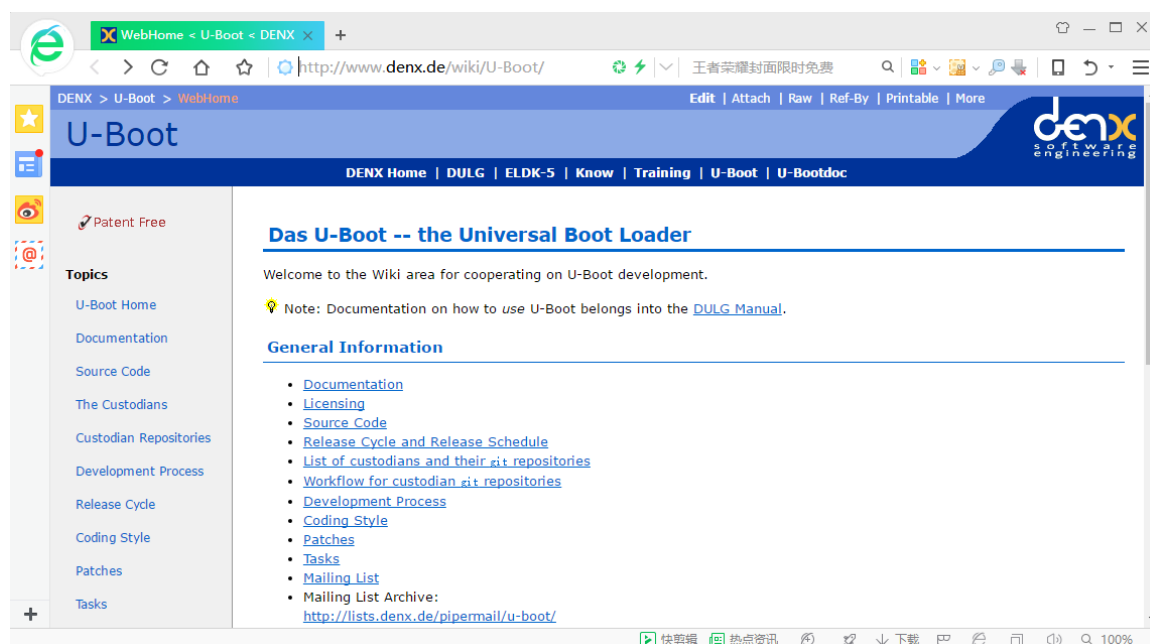 WebHome < U-Boot < DENX
http://www.denx.de/wiki/U-Boot/
王者荣耀封面限时免费
DENX > U-Boot > WebHome
Edit | Attach | Raw | Ref-By | Printable | More
U-Boot
denx
software
engineering
DENX Home | DULG | ELDK-5 | Know | Training | U-Boot | U-Bootdoc
Patent Free
Topics
U-Boot Home
Documentation
Source Code
The Custodians
Custodian Repositories
Development Process
Release Cycle
Coding Style
Patches
Tasks
Das U-Boot -- the Universal Boot Loader
Welcome to the Wiki area for cooperating on U-Boot development.
Note: Documentation on how to use U-Boot belongs into the DULG Manual.
General Information
• Documentation
• Licensing
• Source Code
• Release Cycle and Release Schedule
• List of custodians and their git repositories
• Workflow for custodian git repositories
• Development Process
• Coding Style
• Patches
• Tasks
• Mailing List
• Mailing List Archive:
http://lists.denx.de/pipermail/u-boot/
快剪辑 热点资讯 下载 100%